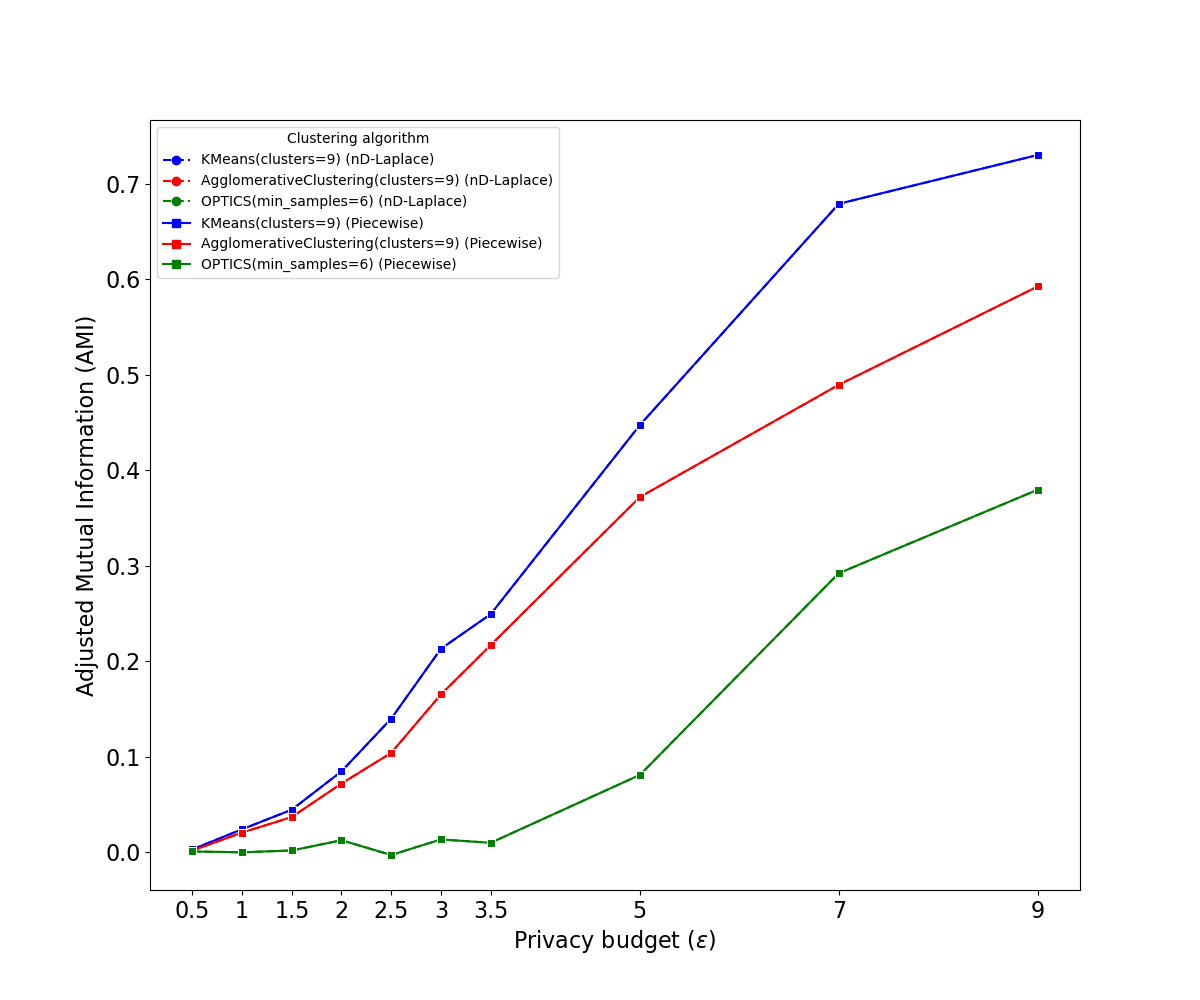 Clustering algorithm
KMeans(clusters=9) (nD-Laplace)
AgglomerativeClustering(clusters=9) (nD-Laplace)
OPTICS(min_samples=6) (nD-Laplace)
KMeans(clusters=9) (Piecewise)
AgglomerativeClustering(clusters=9) (Piecewise)
OPTICS(min_samples=6) (Piecewise)
Adjusted Mutual Information (AMI)
0.7
0.6
0.5
0.4
0.3
0.2
0.1
0.0
0.5 1 1.5 2 2.5 3 3.5 5 7 9
Privacy budget (ε)